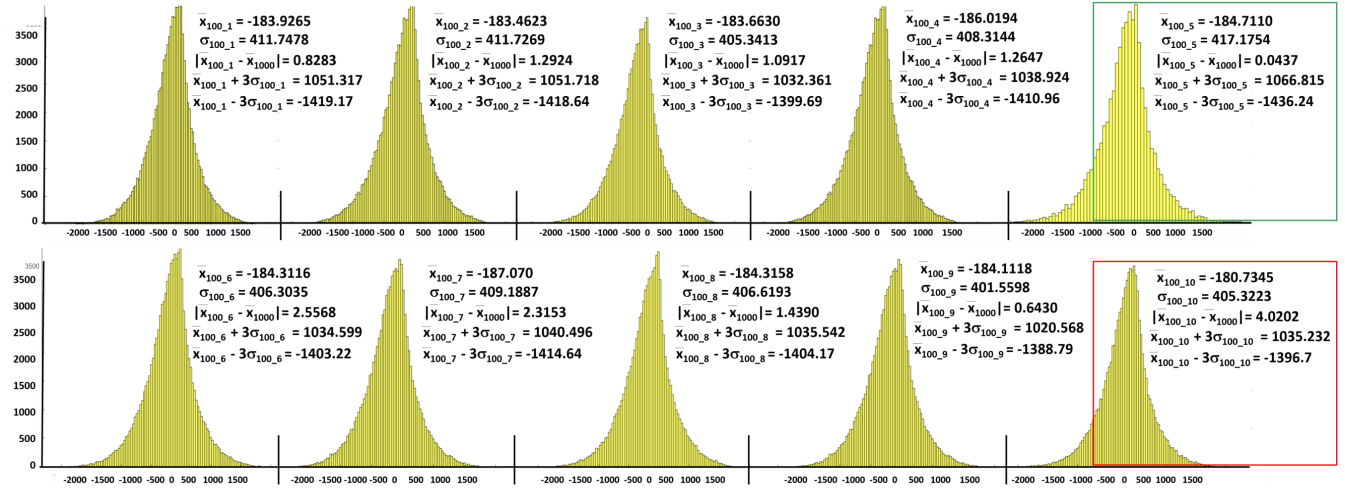 x̅₁₀₀_₁ = -183.9265
σ₁₀₀_₁ = 411.7478
|x̅₁₀₀_₁ - x̅₁₀₀₀|= 0.8283
x̅₁₀₀_₁ + 3σ₁₀₀_₁ = 1051.317
x̅₁₀₀_₁ - 3σ₁₀₀_₁ = -1419.17
x̅₁₀₀_₂ = -183.4623
σ₁₀₀_₂ = 411.7269
|x̅₁₀₀_₂ - x̅₁₀₀₀|= 1.2924
x̅₁₀₀_₂ + 3σ₁₀₀_₂ = 1051.718
x̅₁₀₀_₂ - 3σ₁₀₀_₂ = -1418.64
x̅₁₀₀_₃ = -183.6630
σ₁₀₀_₃ = 405.3413
|x̅₁₀₀_₃ - x̅₁₀₀₀|= 1.0917
x̅₁₀₀_₃ + 3σ₁₀₀_₃ = 1032.361
x̅₁₀₀_₃ - 3σ₁₀₀_₃ = -1399.69
x̅₁₀₀_₄ = -186.0194
σ₁₀₀_₄ = 408.3144
|x̅₁₀₀_₄ - x̅₁₀₀₀|= 1.2647
x̅₁₀₀_₄ + 3σ₁₀₀_₄ = 1038.924
x̅₁₀₀_₄ - 3σ₁₀₀_₄ = -1410.96
x̅₁₀₀_₅ = -184.7110
σ₁₀₀_₅ = 417.1754
|x̅₁₀₀_₅ - x̅₁₀₀₀|= 0.0437
x̅₁₀₀_₅ + 3σ₁₀₀_₅ = 1066.815
x̅₁₀₀_₅ - 3σ₁₀₀_₅ = -1436.24
3500
3000
2500
2000
1500
1000
500
0
-2000 -1500 -1000 -500 0 500 1000 1500
-2000 -1500 -1000 -500 0 500 1000 1500
-2000 -1500 -1000 -500 0 500 1000 1500
-2000 -1500 -1000 -500 0 500 1000 1500
-2000 -1500 -1000 -500 0 500 1000 1500
x̅₁₀₀_₆ = -184.3116
σ₁₀₀_₆ = 406.3035
|x̅₁₀₀_₆ - x̅₁₀₀₀|= 2.5568
x̅₁₀₀_₆ + 3σ₁₀₀_₆ = 1034.599
x̅₁₀₀_₆ - 3σ₁₀₀_₆ = -1403.22
x̅₁₀₀_₇ = -187.070
σ₁₀₀_₇ = 409.1887
|x̅₁₀₀_₇ - x̅₁₀₀₀|= 2.3153
x̅₁₀₀_₇ + 3σ₁₀₀_₇ = 1040.496
x̅₁₀₀_₇ - 3σ₁₀₀_₇ = -1414.64
x̅₁₀₀_₈ = -184.3158
σ₁₀₀_₈ = 406.6193
|x̅₁₀₀_₈ - x̅₁₀₀₀|= 1.4390
x̅₁₀₀_₈ + 3σ₁₀₀_₈ = 1035.542
x̅₁₀₀_₈ - 3σ₁₀₀_₈ = -1404.17
x̅₁₀₀_₉ = -184.1118
σ₁₀₀_₉ = 401.5598
|x̅₁₀₀_₉ - x̅₁₀₀₀|= 0.6430
x̅₁₀₀_₉ + 3σ₁₀₀_₉ = 1020.568
x̅₁₀₀_₉ - 3σ₁₀₀_₉ = -1388.79
x̅₁₀₀_₁₀ = -180.7345
σ₁₀₀_₁₀ = 405.3223
|x̅₁₀₀_₁₀ - x̅₁₀₀₀|= 4.0202
x̅₁₀₀_₁₀ + 3σ₁₀₀_₁₀ = 1035.232
x̅₁₀₀_₁₀ - 3σ₁₀₀_₁₀ = -1396.7
3500
3000
2500
2000
1500
1000
500
0
-2000 -1500 -1000 -500 0 500 1000 1500
-2000 -1500 -1000 -500 0 500 1000 1500
-2000 -1500 -1000 -500 0 500 1000 1500
-2000 -1500 -1000 -500 0 500 1000 1500
-2000 -1500 -1000 -500 0 500 1000 1500